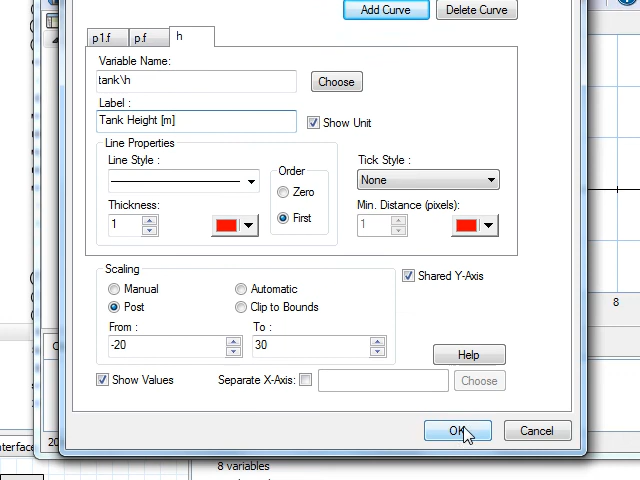 Add Curve Delete Curve
p1.f p.f h
Variable Name:
tank\h Choose
Label :
Tank Height [m] Show Unit
Line Properties
Line Style : Order Tick Style :
Zero None
Thickness: Min. Distance (pixels):
1 First 1
Scaling
Manual Automatic Shared Y-Axis
Post Clip to Bounds
From : To :
-20 30
Help
Show Values Separate X-Axis: Choose
OK Cancel
8
20
nterface
8 variables